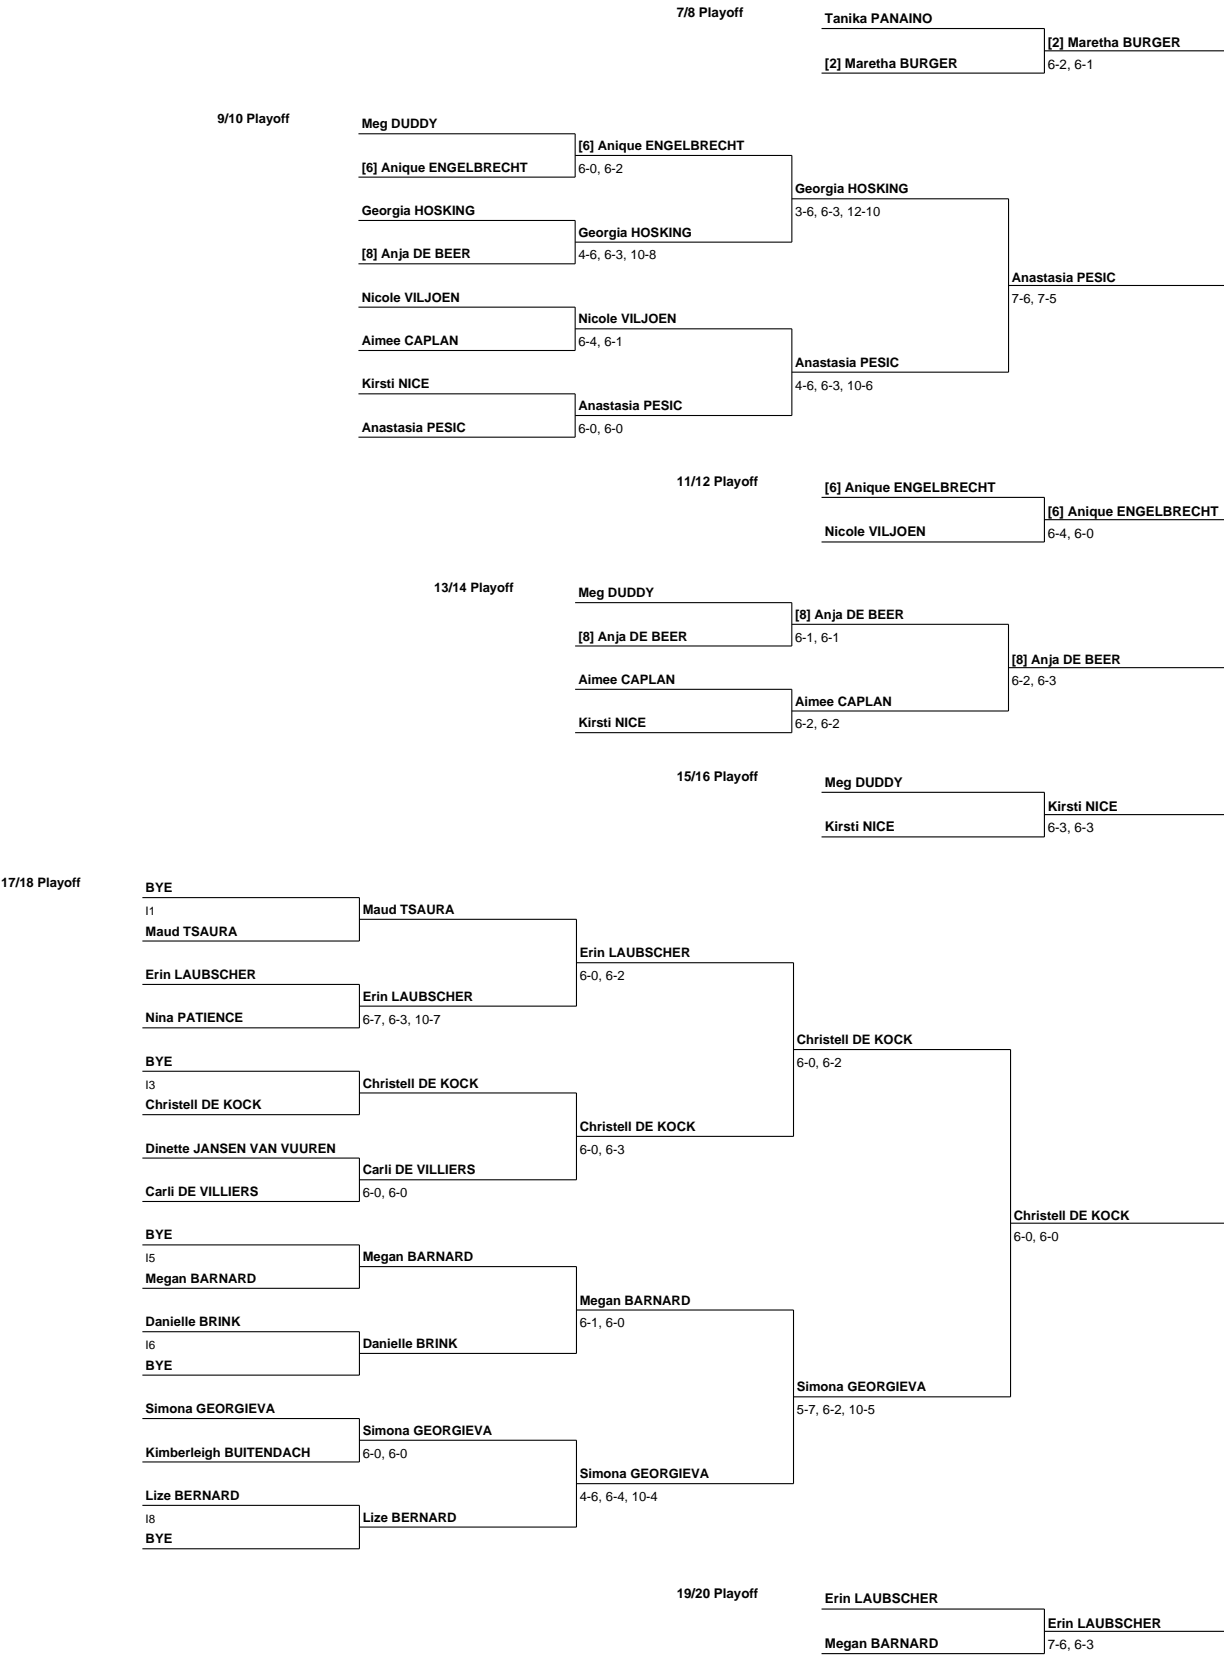 7/8 Playoff
Tanika PANAINO
[2] Maretha BURGER
[2] Maretha BURGER
6-2, 6-1
9/10 Playoff
Meg DUDDY
[6] Anique ENGELBRECHT
[6] Anique ENGELBRECHT
6-0, 6-2
Georgia HOSKING
3-6, 6-3, 12-10
Georgia HOSKING
Georgia HOSKING
[8] Anja DE BEER
4-6, 6-3, 10-8
Anastasia PESIC
7-6, 7-5
Nicole VILJOEN
Nicole VILJOEN
Aimee CAPLAN
6-4, 6-1
Anastasia PESIC
4-6, 6-3, 10-6
Kirsti NICE
Anastasia PESIC
Anastasia PESIC
6-0, 6-0
11/12 Playoff
[6] Anique ENGELBRECHT
[6] Anique ENGELBRECHT
Nicole VILJOEN
6-4, 6-0
13/14 Playoff
Meg DUDDY
[8] Anja DE BEER
[8] Anja DE BEER
6-1, 6-1
[8] Anja DE BEER
6-2, 6-3
Aimee CAPLAN
Aimee CAPLAN
Kirsti NICE
6-2, 6-2
15/16 Playoff
Meg DUDDY
Kirsti NICE
Kirsti NICE
6-3, 6-3
17/18 Playoff
BYE
I1
Maud TSAURA
Maud TSAURA
Erin LAUBSCHER
6-0, 6-2
Erin LAUBSCHER
Erin LAUBSCHER
Nina PATIENCE
6-7, 6-3, 10-7
Christell DE KOCK
6-0, 6-2
BYE
I3
Christell DE KOCK
Christell DE KOCK
Christell DE KOCK
6-0, 6-3
Dinette JANSEN VAN VUUREN
Carli DE VILLIERS
Carli DE VILLIERS
6-0, 6-0
Christell DE KOCK
6-0, 6-0
BYE
I5
Megan BARNARD
Megan BARNARD
Megan BARNARD
6-1, 6-0
Danielle BRINK
I6
Danielle BRINK
BYE
Simona GEORGIEVA
5-7, 6-2, 10-5
Simona GEORGIEVA
Simona GEORGIEVA
Kimberleigh BUITENDACH
6-0, 6-0
Simona GEORGIEVA
4-6, 6-4, 10-4
Lize BERNARD
I8
Lize BERNARD
BYE
19/20 Playoff
Erin LAUBSCHER
Erin LAUBSCHER
Megan BARNARD
7-6, 6-3